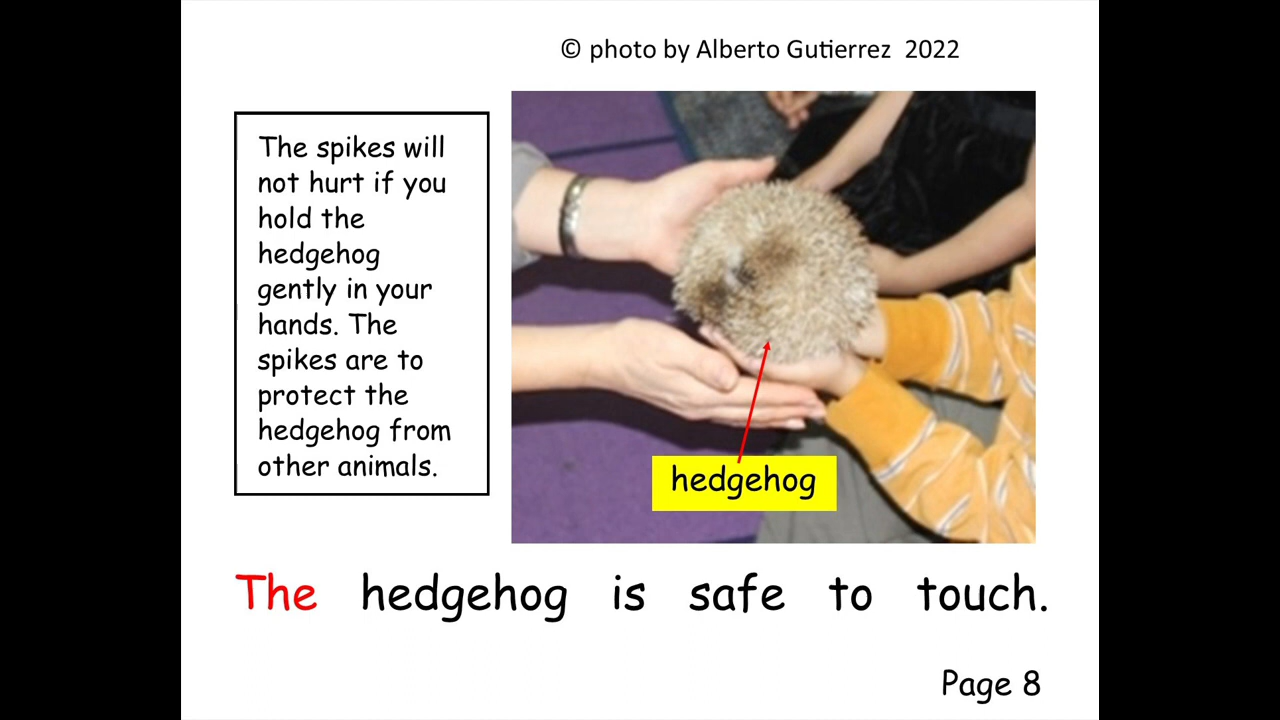 © photo by Alberto Gutierrez 2022
The spikes will
not hurt if you
hold the
hedgehog
gently in your
hands. The
spikes are to
protect the
hedgehog from
other animals.
hedgehog
The hedgehog is safe to touch.
Page 8